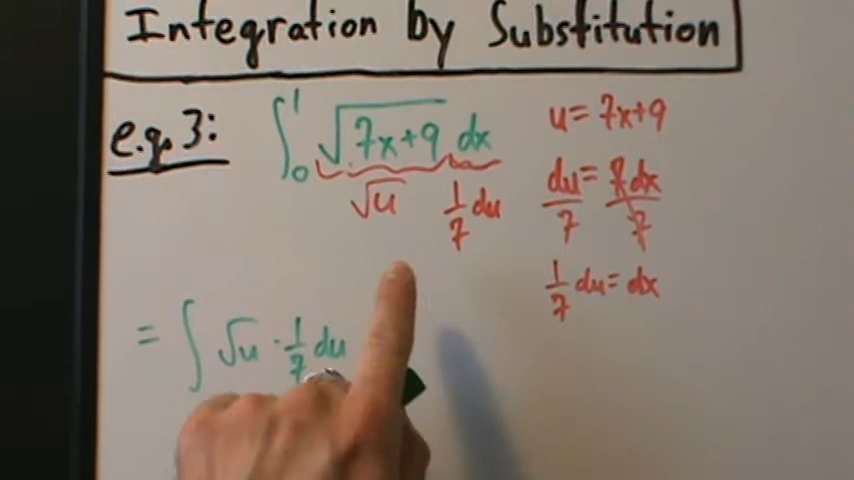 Integration by Substitution
e.g. 3: ∫₀¹ √(7x+9) dx
√u 1/7 du
u = 7x+9
du/7 = 7dx/7
1/7 du = dx
= ∫ √u · 1/7 du